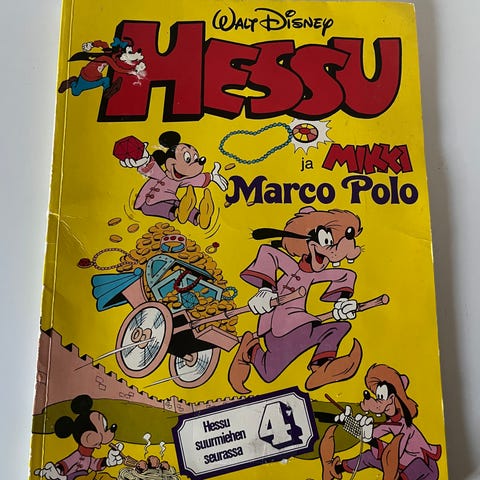 WALT DISNEY
HESSU
ja MIKKI
Marco Polo
Hessu
suurmiehen
seurassa
4